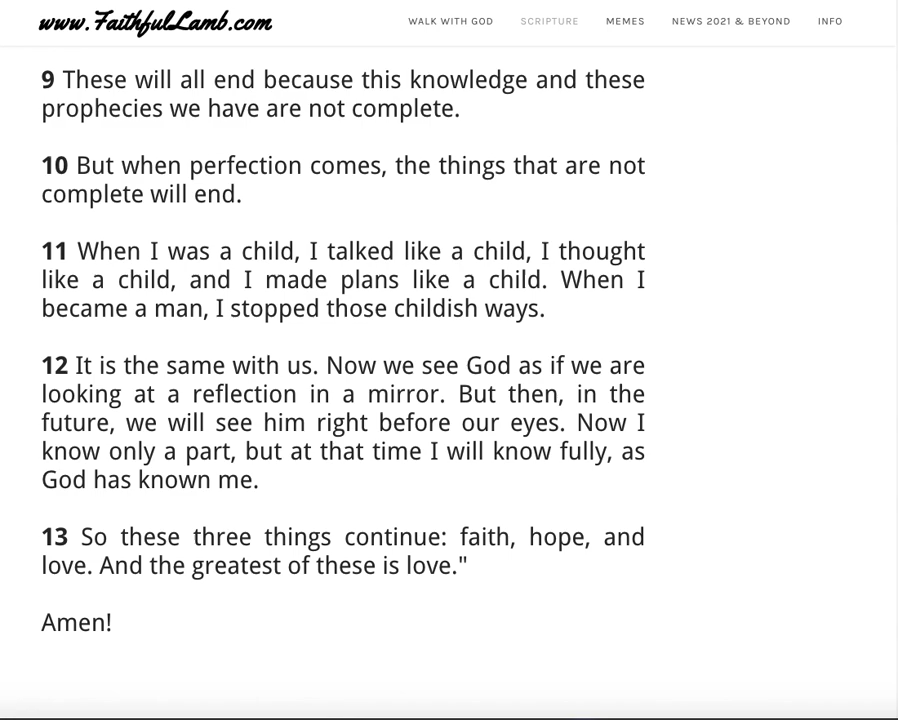 www.FaithfulLamb.com
WALK WITH GOD SCRIPTURE MEMES NEWS 2021 & BEYOND INFO
9 These will all end because this knowledge and these
prophecies we have are not complete.
10 But when perfection comes, the things that are not
complete will end.
11 When I was a child, I talked like a child, I thought
like a child, and I made plans like a child. When I
became a man, I stopped those childish ways.
12 It is the same with us. Now we see God as if we are
looking at a reflection in a mirror. But then, in the
future, we will see him right before our eyes. Now I
know only a part, but at that time I will know fully, as
God has known me.
13 So these three things continue: faith, hope, and
love. And the greatest of these is love."
Amen!